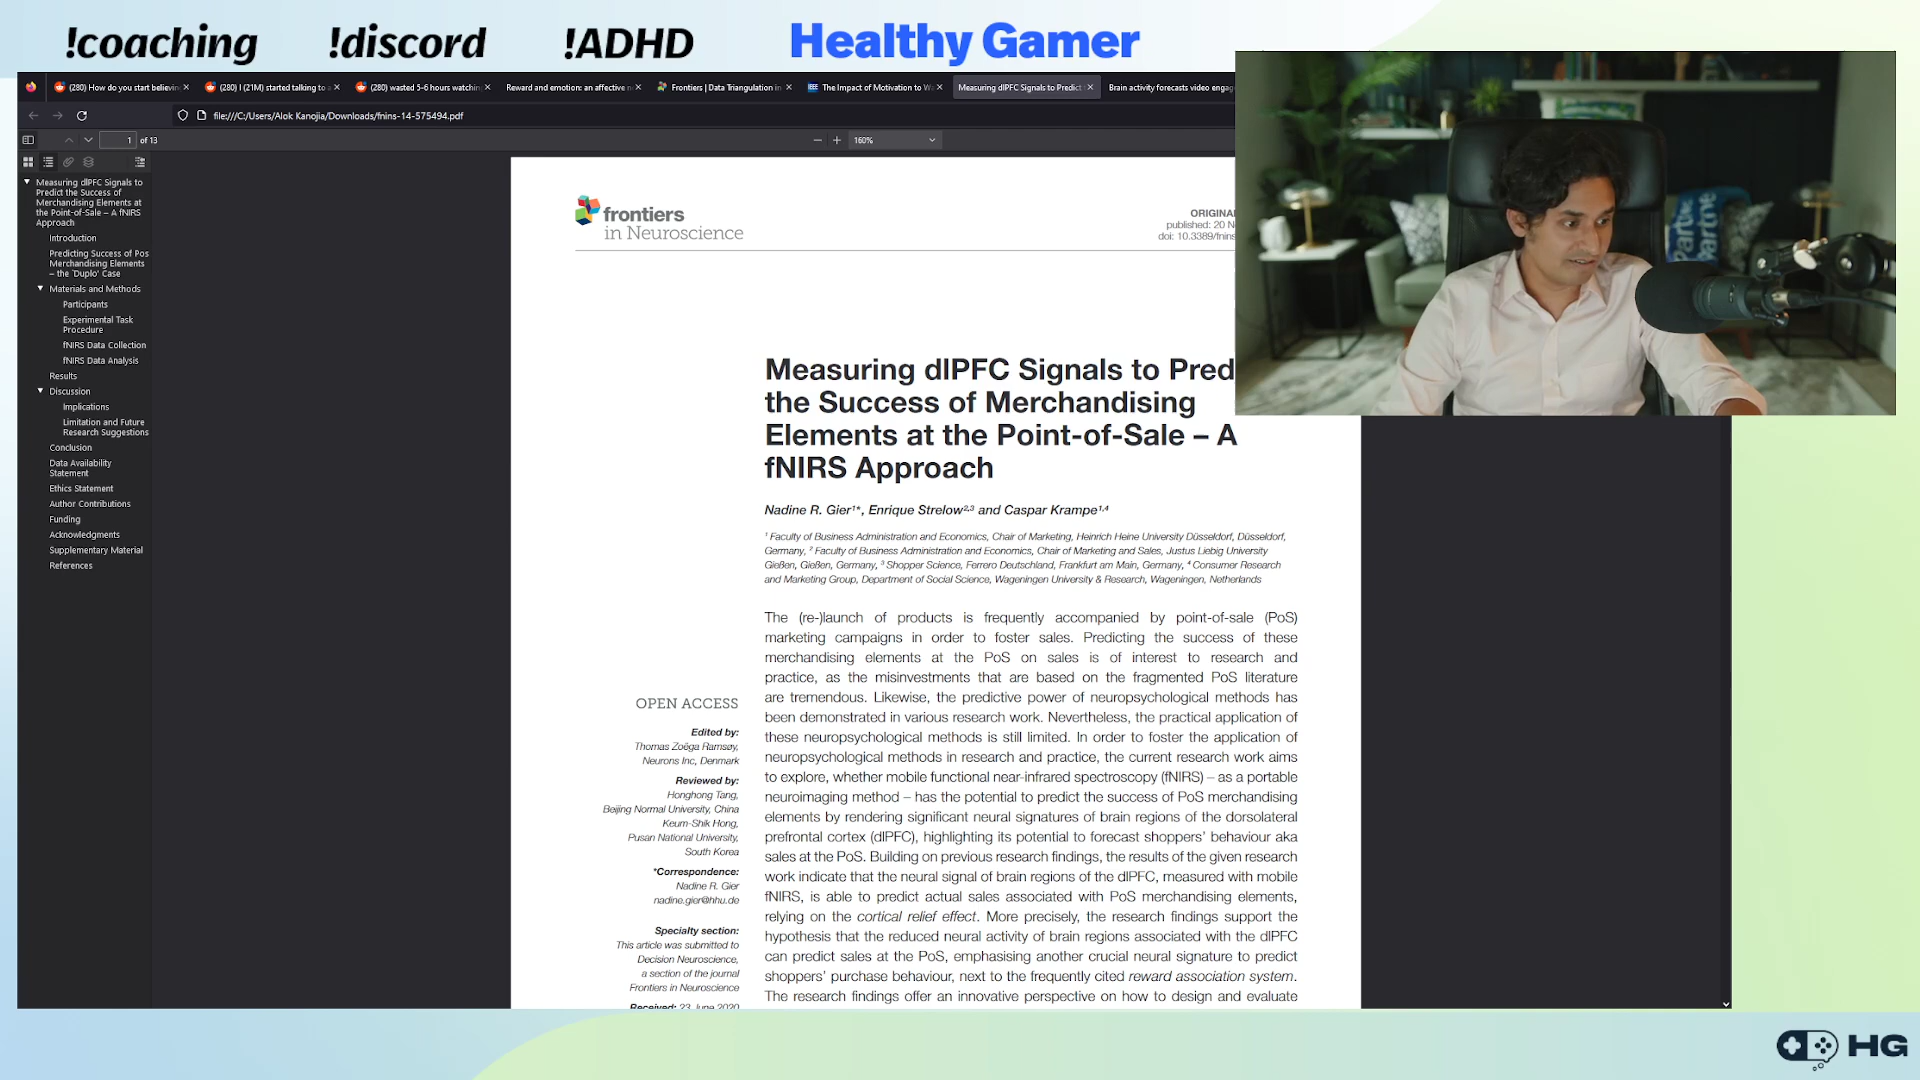 !coaching !discord !ADHD Healthy Gamer
(280) How do you start believin
(280) I (21M) started talking to a
(280) wasted 5-6 hours watching
Reward and emotion: an affective n
Frontiers | Data Triangulation in
The Impact of Motivation to W
Measuring dlPFC Signals to Predict
Brain activity forecasts video engag
file:///C:/Users/Alok Kanojia/Downloads/fnins-14-575494.pdf
1 of 13
160%
Measuring dlPFC Signals to
Predict the Success of
Merchandising Elements at
the Point-of-Sale – A fNIRS
Approach
Introduction
Predicting Success of Pos
Merchandising Elements
– the 'Duplo' Case
Materials and Methods
Participants
Experimental Task
Procedure
fNIRS Data Collection
fNIRS Data Analysis
Results
Discussion
Implications
Limitation and Future
Research Suggestions
Conclusion
Data Availability
Statement
Ethics Statement
Author Contributions
Funding
Acknowledgments
Supplementary Material
References
frontiers
in Neuroscience
ORIGINA
published: 20 N
doi: 10.3389/fnins
Measuring dlPFC Signals to Pred
the Success of Merchandising
Elements at the Point-of-Sale – A
fNIRS Approach
Nadine R. Gier1*, Enrique Strelow2,3 and Caspar Krampe1,4
1 Faculty of Business Administration and Economics, Chair of Marketing, Heinrich Heine University Düsseldorf, Düsseldorf,
Germany, 2 Faculty of Business Administration and Economics, Chair of Marketing and Sales, Justus Liebig University
Gießen, Gießen, Germany, 3 Shopper Science, Ferrero Deutschland, Frankfurt am Main, Germany, 4 Consumer Research
and Marketing Group, Department of Social Science, Wageningen University & Research, Wageningen, Netherlands
The (re-)launch of products is frequently accompanied by point-of-sale (PoS)
marketing campaigns in order to foster sales. Predicting the success of these
merchandising elements at the PoS on sales is of interest to research and
practice, as the misinvestments that are based on the fragmented PoS literature
are tremendous. Likewise, the predictive power of neuropsychological methods has
been demonstrated in various research work. Nevertheless, the practical application of
these neuropsychological methods is still limited. In order to foster the application of
neuropsychological methods in research and practice, the current research work aims
to explore, whether mobile functional near-infrared spectroscopy (fNIRS) – as a portable
neuroimaging method – has the potential to predict the success of PoS merchandising
elements by rendering significant neural signatures of brain regions of the dorsolateral
prefrontal cortex (dlPFC), highlighting its potential to forecast shoppers' behaviour aka
sales at the PoS. Building on previous research findings, the results of the given research
work indicate that the neural signal of brain regions of the dlPFC, measured with mobile
fNIRS, is able to predict actual sales associated with PoS merchandising elements,
relying on the cortical relief effect. More precisely, the research findings support the
hypothesis that the reduced neural activity of brain regions associated with the dlPFC
can predict sales at the PoS, emphasising another crucial neural signature to predict
shoppers' purchase behaviour, next to the frequently cited reward association system.
The research findings offer an innovative perspective on how to design and evaluate
OPEN ACCESS
Edited by:
Thomas Zoëga Ramsøy,
Neurons Inc, Denmark
Reviewed by:
Honghong Tang,
Beijing Normal University, China
Keum-Shik Hong,
Pusan National University,
South Korea
*Correspondence:
Nadine R. Gier
nadine.gier@hhu.de
Specialty section:
This article was submitted to
Decision Neuroscience,
a section of the journal
Frontiers in Neuroscience
Received: 23 June 2020
HG